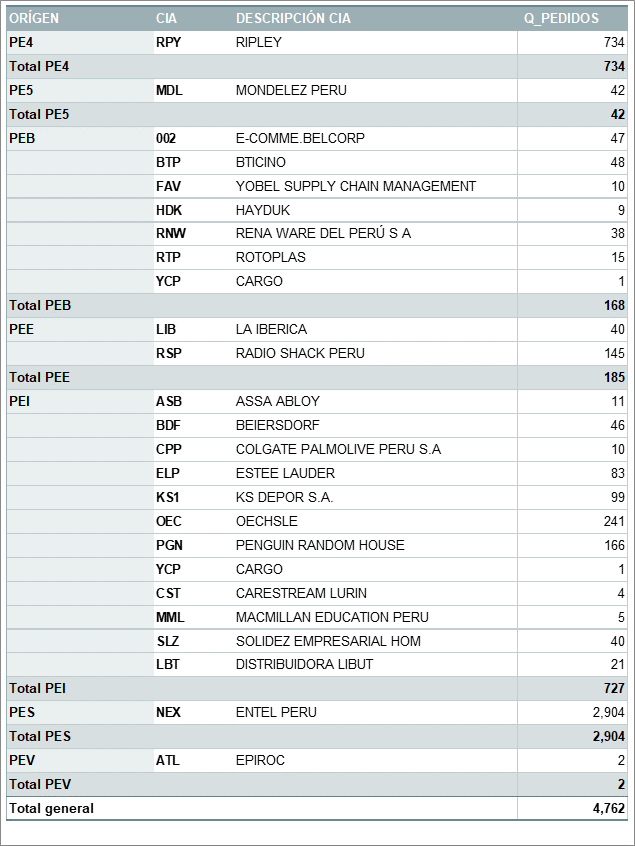 ORÍGEN CIA DESCRIPCIÓN CIA Q_PEDIDOS
PE4 RPY RIPLEY 734
Total PE4 734
PE5 MDL MONDELEZ PERU 42
Total PE5 42
PEB 002 E-COMME.BELCORP 47
BTP BTICINO 48
FAV YOBEL SUPPLY CHAIN MANAGEMENT 10
HDK HAYDUK 9
RNW RENA WARE DEL PERÚ S A 38
RTP ROTOPLAS 15
YCP CARGO 1
Total PEB 168
PEE LIB LA IBERICA 40
RSP RADIO SHACK PERU 145
Total PEE 185
PEI ASB ASSA ABLOY 11
BDF BEIERSDORF 46
CPP COLGATE PALMOLIVE PERU S.A 10
ELP ESTEE LAUDER 83
KS1 KS DEPOR S.A. 99
OEC OECHSLE 241
PGN PENGUIN RANDOM HOUSE 166
YCP CARGO 1
CST CARESTREAM LURIN 4
MML MACMILLAN EDUCATION PERU 5
SLZ SOLIDEZ EMPRESARIAL HOM 40
LBT DISTRIBUIDORA LIBUT 21
Total PEI 727
PES NEX ENTEL PERU 2,904
Total PES 2,904
PEV ATL EPIROC 2
Total PEV 2
Total general 4,762